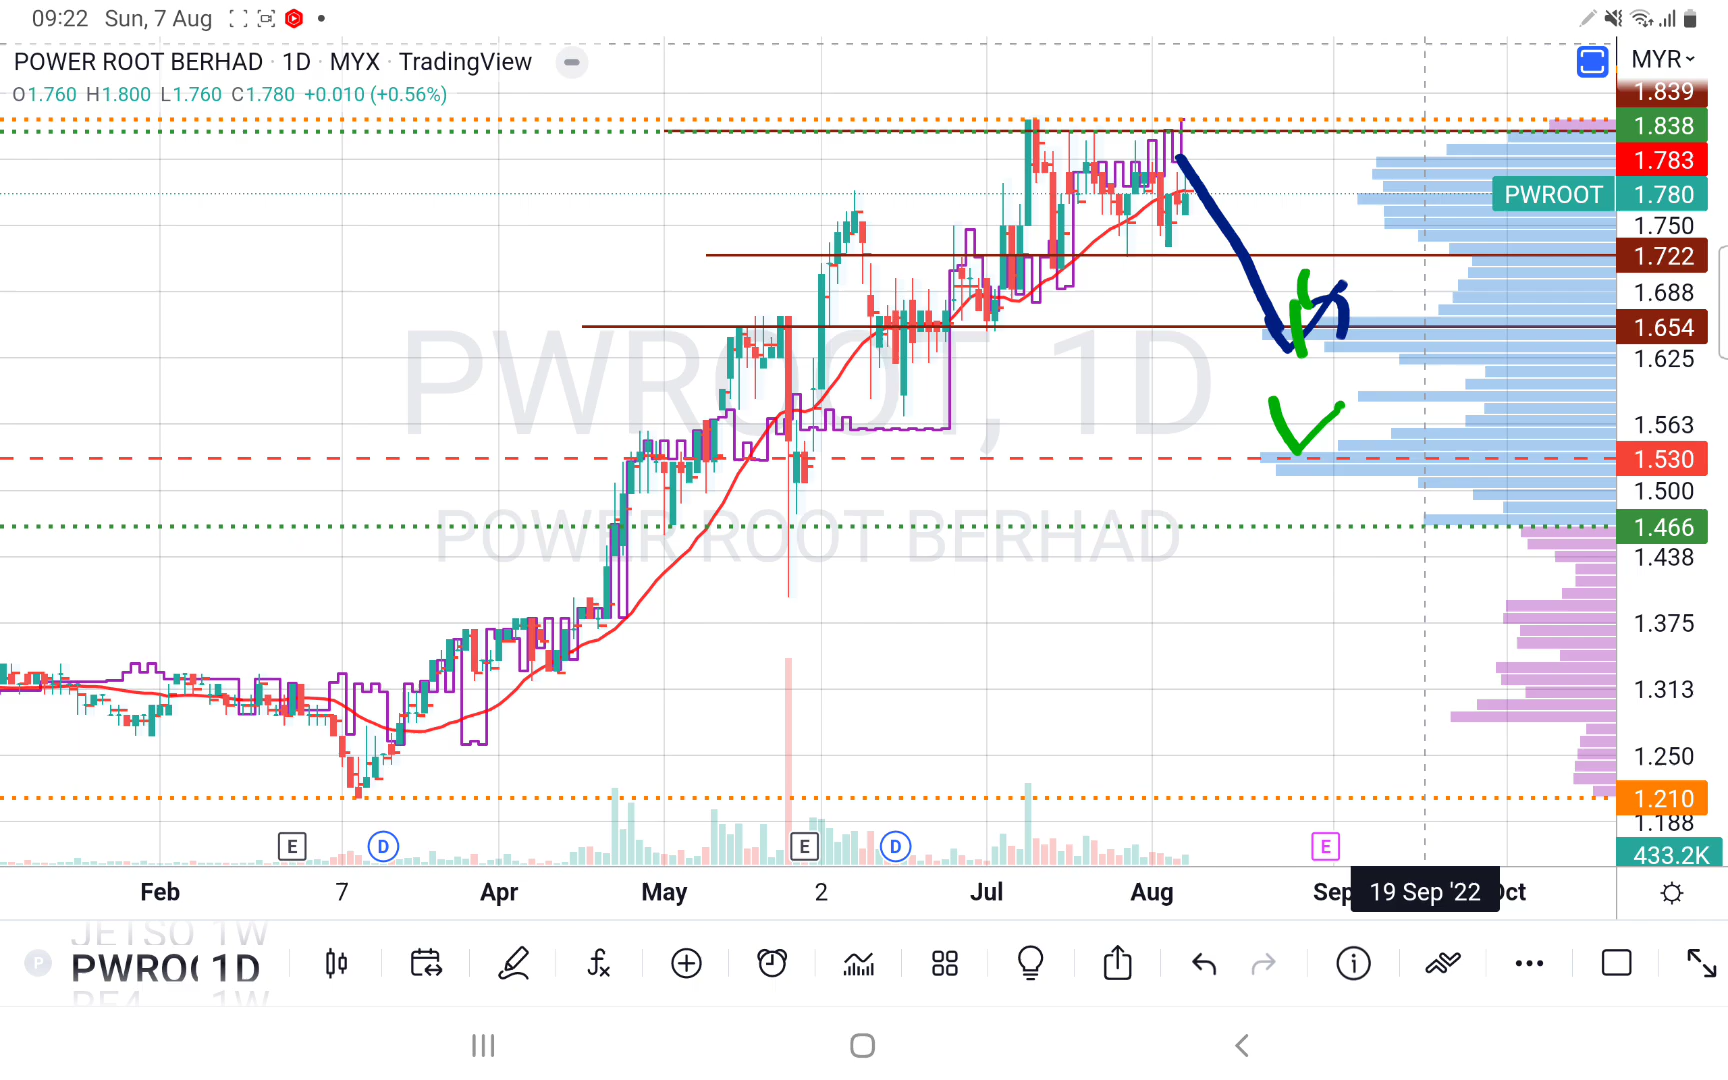 09:22 Sun, 7 Aug
POWER ROOT BERHAD · 1D · MYX · TradingView
MYR
O1.760 H1.800 L1.760 C1.780 +0.010 (+0.56%)
1.839
1.838
1.783
PWROOT 1.780
1.750
1.722
1.688
1.654
1.625
1.563
1.530
1.500
1.466
1.438
1.375
1.313
1.250
1.210
1.188
433.2K
PWROOT, 1D
POWER ROOT BERHAD
E D E D E
Feb 7 Apr May 2 Jul Aug Sep 19 Sep '22 Oct
JETSO 1W
P PWROO 1D
1W